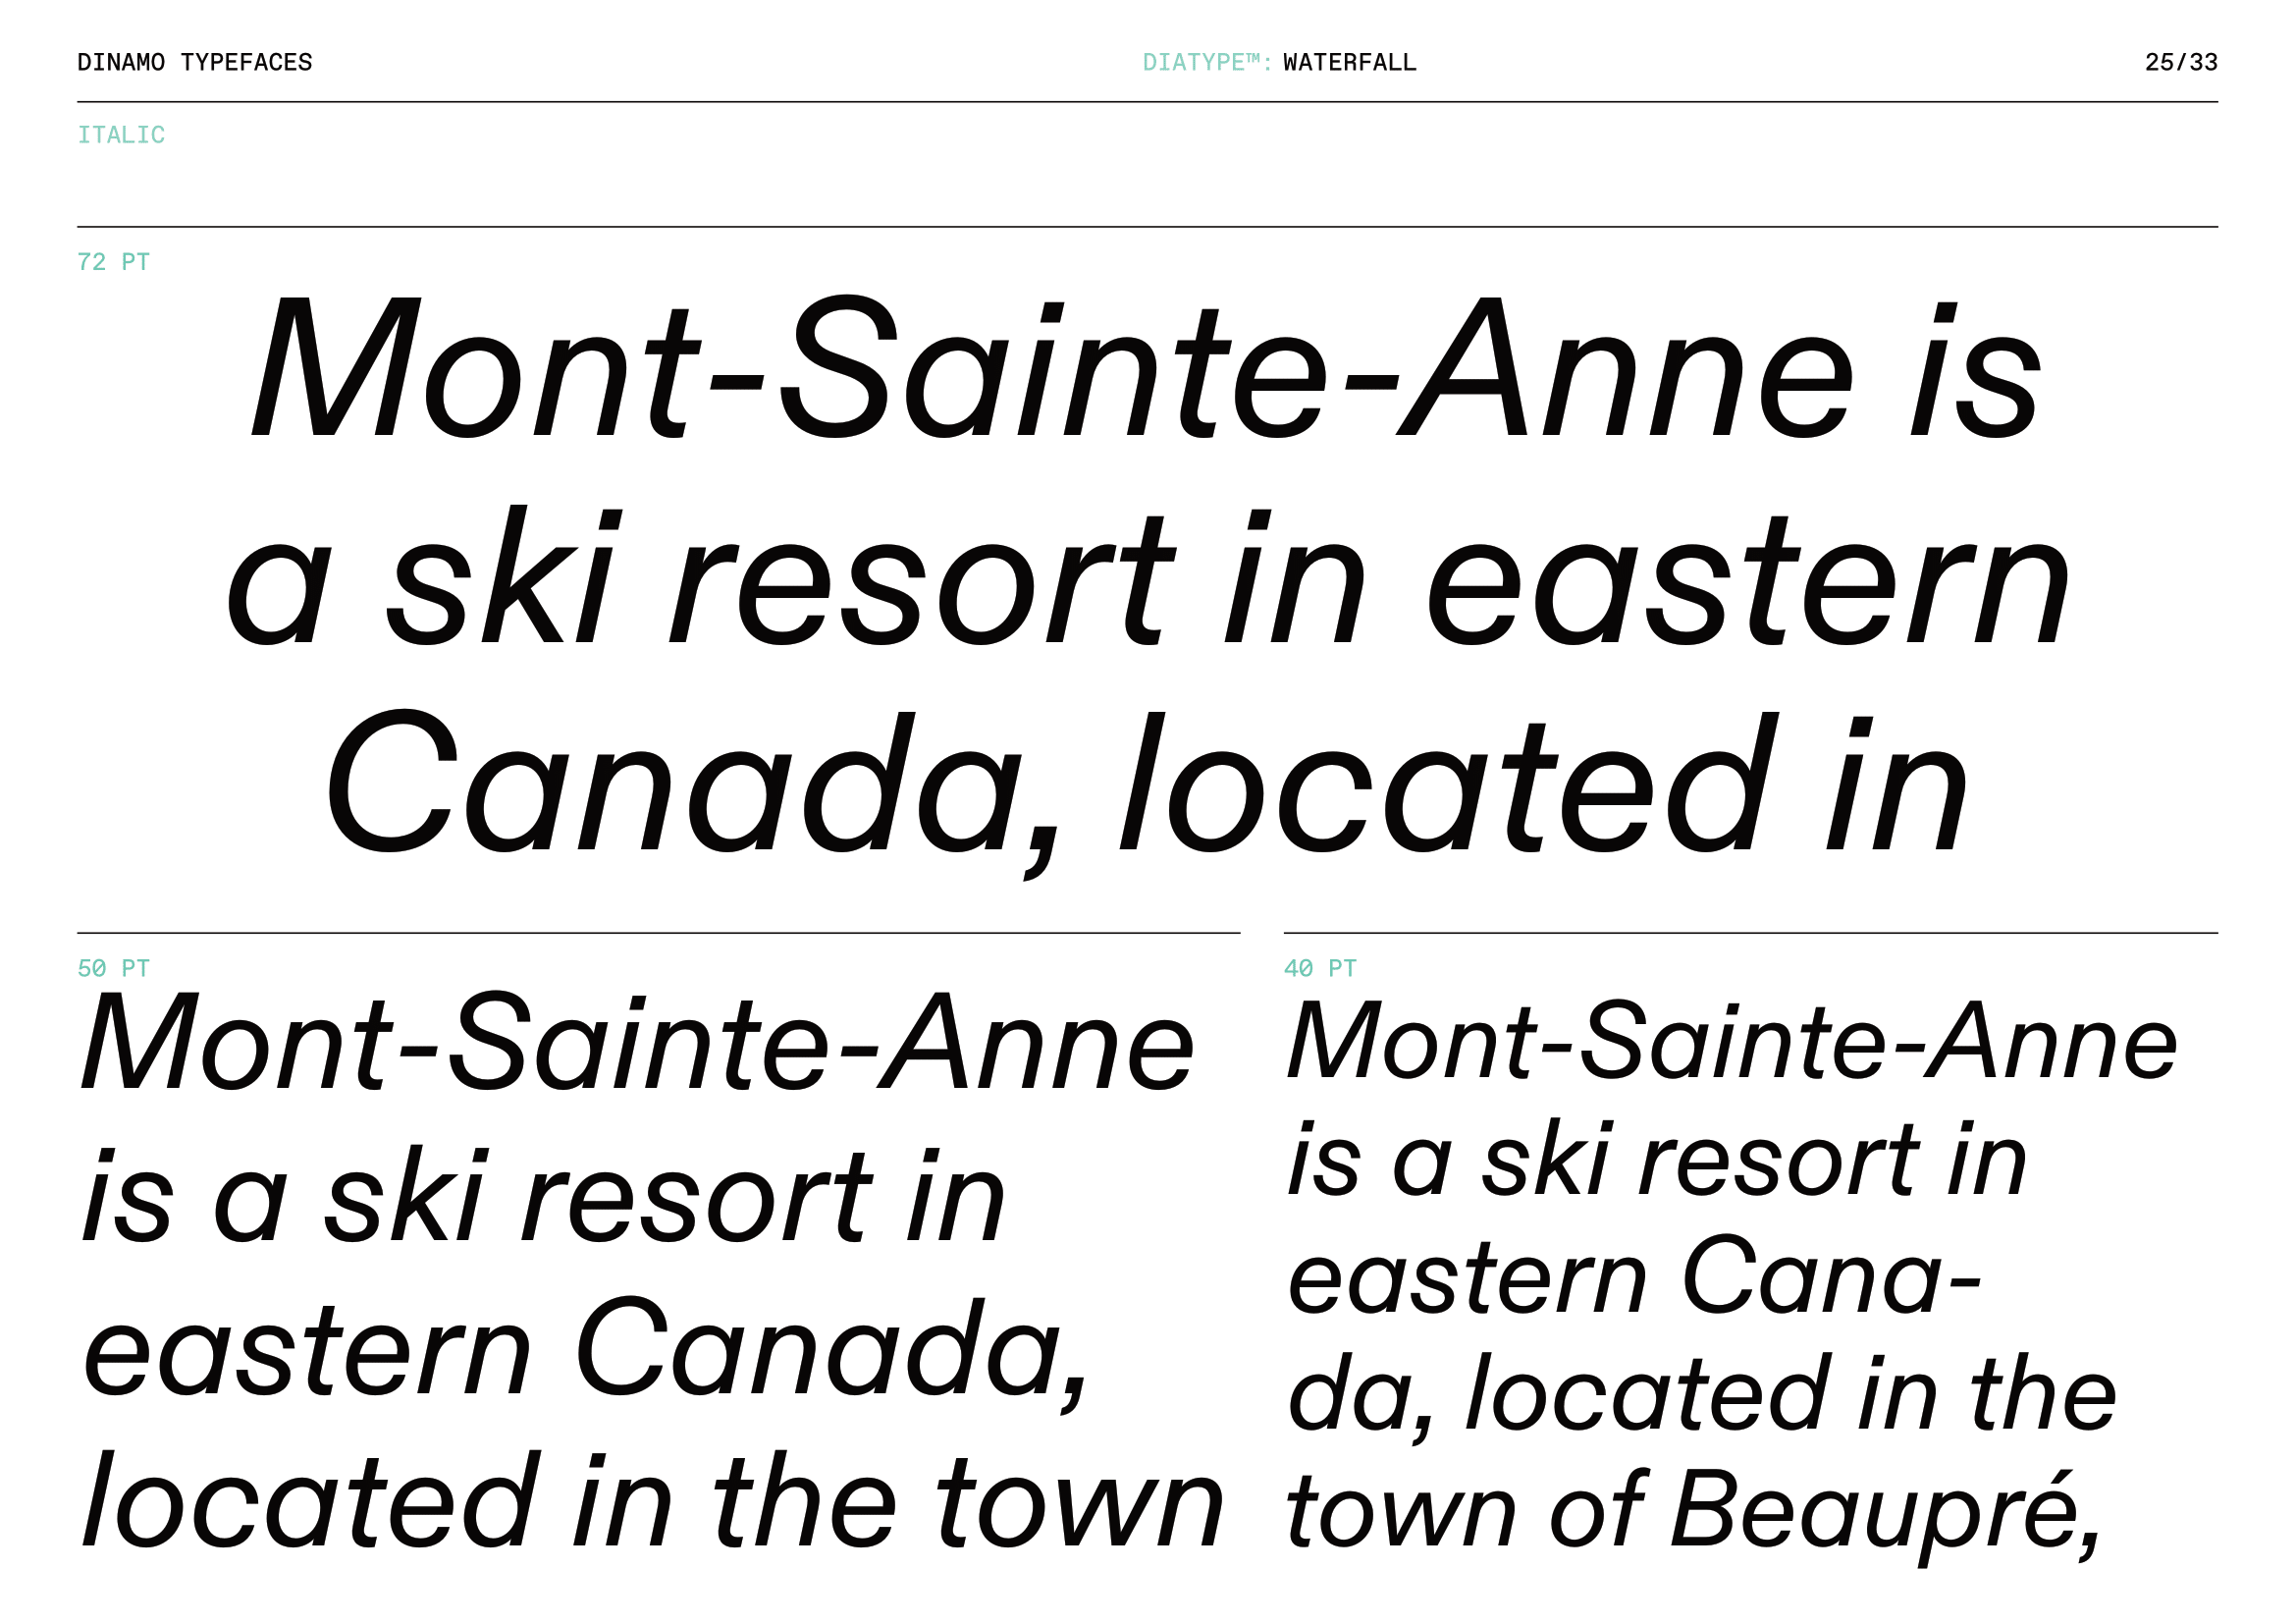 DINAMO TYPEFACES DIATYPE™: WATERFALL 25/33
ITALIC
72 PT
Mont-Sainte-Anne is
a ski resort in eastern
Canada, located in
50 PT
Mont-Sainte-Anne
is a ski resort in
eastern Canada,
located in the town
40 PT
Mont-Sainte-Anne
is a ski resort in
eastern Cana-
da, located in the
town of Beaupré,